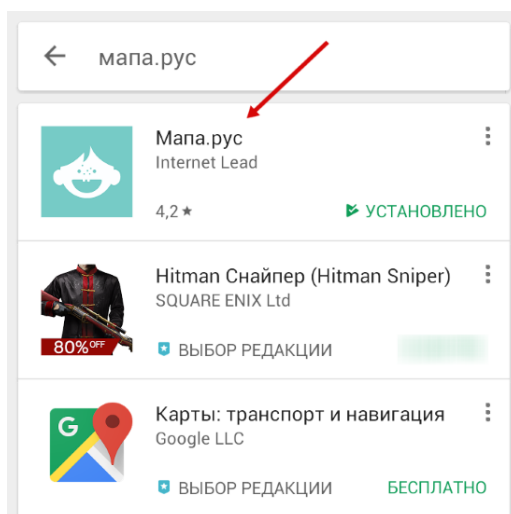 мапа.рус
Мапа.рус
Internet Lead
4,2 ★ УСТАНОВЛЕНО
Hitman Снайпер (Hitman Sniper)
SQUARE ENIX Ltd
80% OFF
ВЫБОР РЕДАКЦИИ
G
Карты: транспорт и навигация
Google LLC
ВЫБОР РЕДАКЦИИ БЕСПЛАТНО